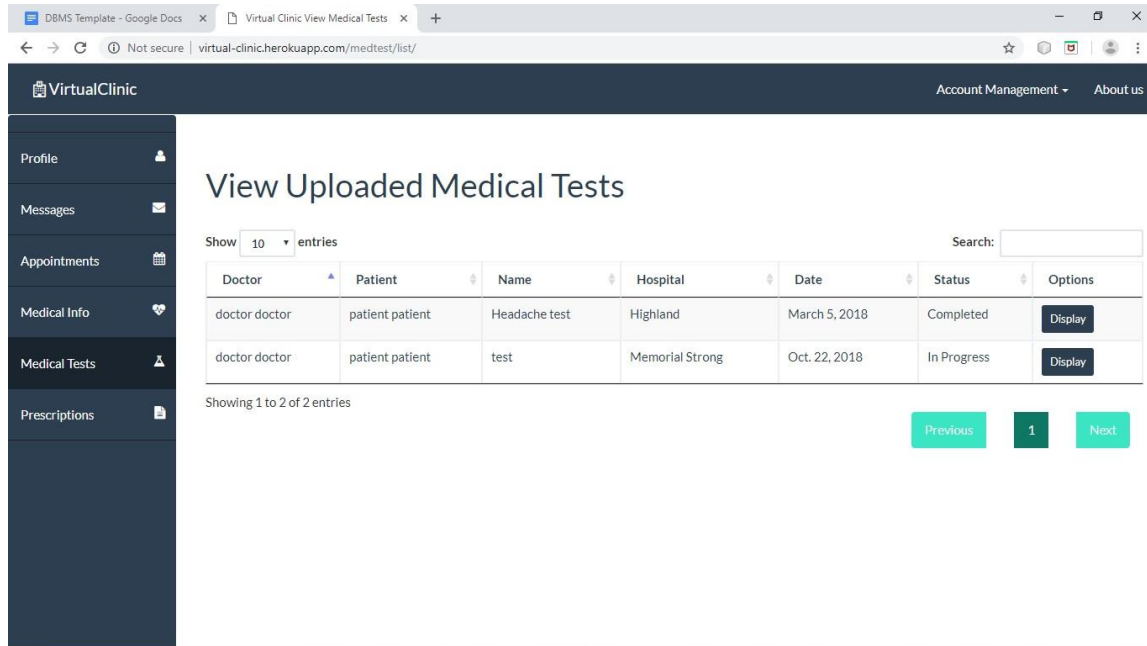 DBMS Template - Google Docs
Virtual Clinic View Medical Tests
Not secure | virtual-clinic.herokuapp.com/medtest/list/
VirtualClinic Account Management About us
Profile
Messages
Appointments
Medical Info
Medical Tests
Prescriptions
View Uploaded Medical Tests
Show 10 entries Search:
Doctor Patient Name Hospital Date Status Options
doctor doctor patient patient Headache test Highland March 5, 2018 Completed Display
doctor doctor patient patient test Memorial Strong Oct. 22, 2018 In Progress Display
Showing 1 to 2 of 2 entries
Previous 1 Next